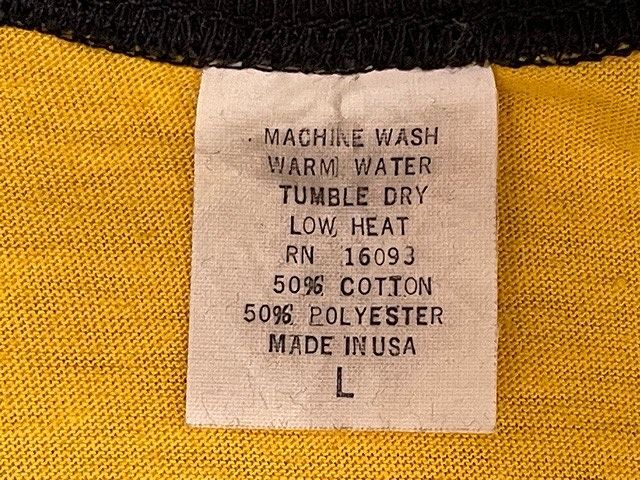 MACHINE WASH
WARM WATER
TUMBLE DRY
LOW HEAT
RN 16093
50% COTTON
50% POLYESTER
MADE IN USA
L